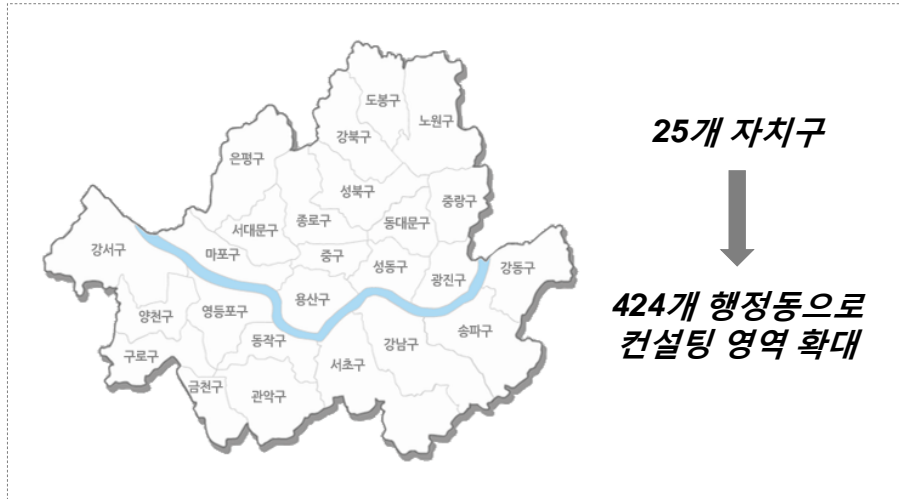 도봉구
노원구
강북구
은평구
성북구
중랑구
서대문구
종로구
동대문구
강서구
마포구
중구
성동구
광진구
강동구
양천구
영등포구
용산구
동작구
송파구
강남구
서초구
구로구
금천구
관악구
25개 자치구
424개 행정동으로
컨설팅 영역 확대